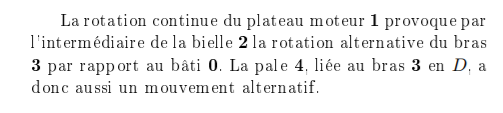 La rotation continue du plateau moteur 1 provoque par
l'intermédiaire de la bielle 2 la rotation alternative du bras
3 par rapport au bâti 0. La pale 4, liée au bras 3 en D, a
donc aussi un mouvement alternatif.